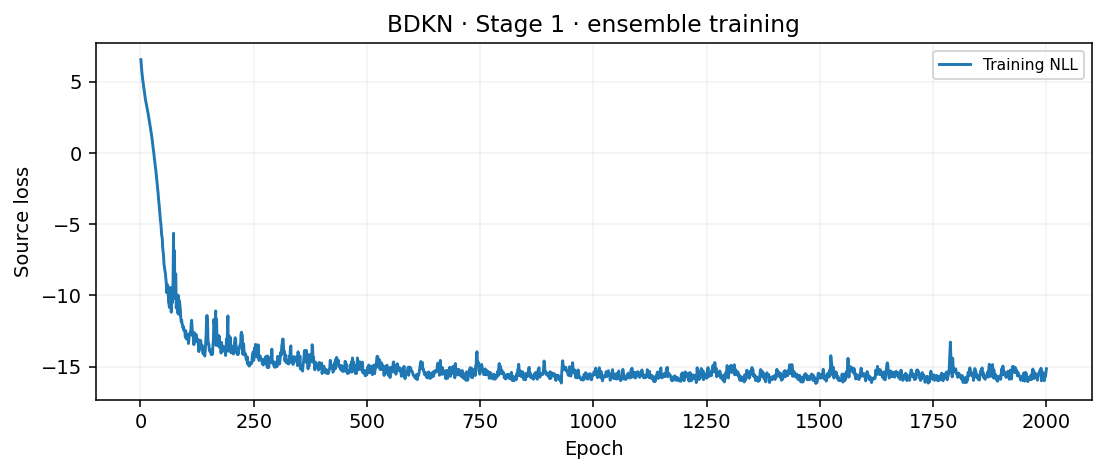 BDKN · Stage 1 · ensemble training
Training NLL
Source loss
5
0
−5
−10
−15
0 250 500 750 1000 1250 1500 1750 2000
Epoch